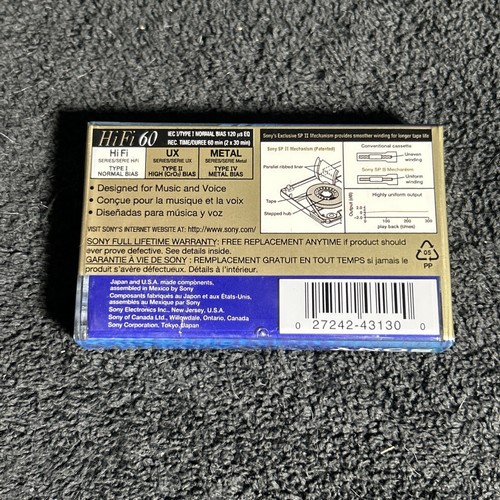 HiFi 60
IEC I/TYPE I NORMAL BIAS 120 µs EQ
REC. TIME/DURÉE 60 min (2 x 30 min)
HiFi
SERIES/SÉRIE HiFi
TYPE I
NORMAL BIAS
UX
SERIES/SÉRIE UX
TYPE II
HIGH (CrO2) BIAS
METAL
SERIES/SÉRIE Metal
TYPE IV
METAL BIAS
• Designed for Music and Voice
• Conçue pour la musique et la voix
• Diseñadas para música y voz
VISIT SONY'S INTERNET WEBSITE AT: http://www.sony.com/
Sony's Exclusive SP II Mechanism provides smoother winding for longer tape life
Sony SP II Mechanism (Patented)
Parallel ribbed liner
Tape
Stepped hub
Conventional cassette
Uneven
winding
Sony SP II Mechanism
Uniform
winding
Highly uniform output
Output (dB)
play back (times)
100 200 300
SONY FULL LIFETIME WARRANTY: FREE REPLACEMENT ANYTIME if product should
ever prove defective. See details inside.
GARANTIE À VIE DE SONY : REMPLACEMENT GRATUIT EN TOUT TEMPS si jamais le
produit s'avère défectueux. Détails à l'intérieur.
05
PP
Japan and U.S.A. made components,
assembled in Mexico by Sony
Composants fabriqués au Japon et aux États-Unis,
assemblés au Mexique par Sony
Sony Electronics Inc., New Jersey, U.S.A.
Sony of Canada Ltd., Willowdale, Ontario, Canada
Sony Corporation, Tokyo, Japan
0 27242-43130 0